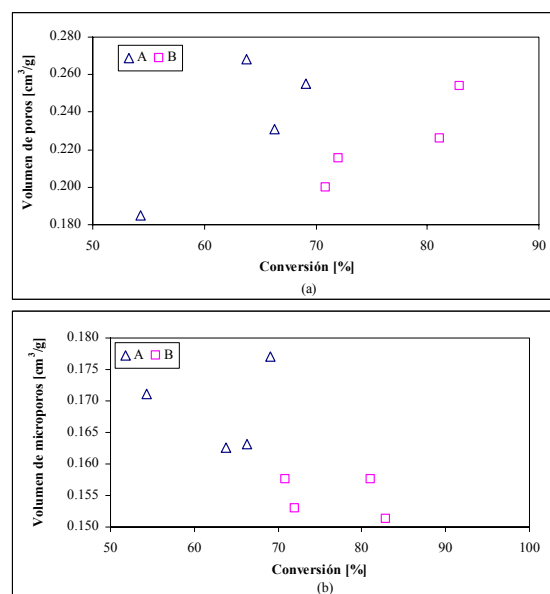 Volumen de poros [cm³/g]
0.280
0.260
0.240
0.220
0.200
0.180
A B
50 60 70 80 90
Conversión [%]
(a)
Volumen de microporos [cm³/g]
0.180
0.175
0.170
0.165
0.160
0.155
0.150
A B
50 60 70 80 90 100
Conversión [%]
(b)